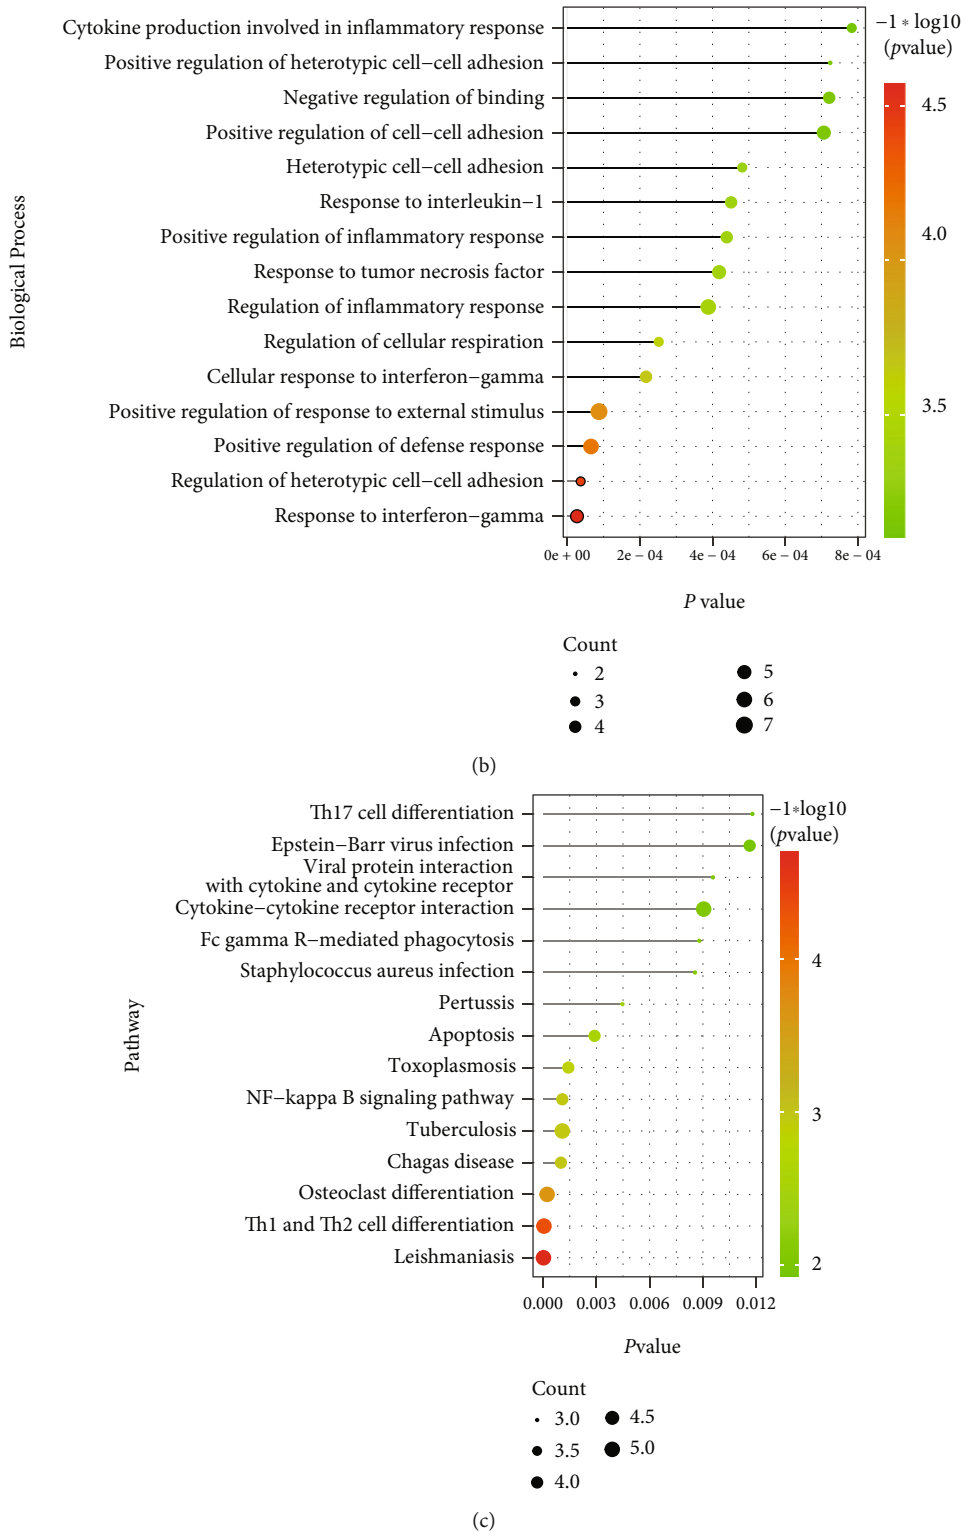 Biological Process
Cytokine production involved in inflammatory response
Positive regulation of heterotypic cell−cell adhesion
Negative regulation of binding
Positive regulation of cell−cell adhesion
Heterotypic cell−cell adhesion
Response to interleukin−1
Positive regulation of inflammatory response
Response to tumor necrosis factor
Regulation of inflammatory response
Regulation of cellular respiration
Cellular response to interferon−gamma
Positive regulation of response to external stimulus
Positive regulation of defense response
Regulation of heterotypic cell−cell adhesion
Response to interferon−gamma
0e + 00 2e − 04 4e − 04 6e − 04 8e − 04
P value
−1 * log10
(pvalue)
4.5
4.0
3.5
Count
2 5
3 6
4 7
(b)
Pathway
Th17 cell differentiation
Epstein−Barr virus infection
Viral protein interaction
with cytokine and cytokine receptor
Cytokine−cytokine receptor interaction
Fc gamma R−mediated phagocytosis
Staphylococcus aureus infection
Pertussis
Apoptosis
Toxoplasmosis
NF−kappa B signaling pathway
Tuberculosis
Chagas disease
Osteoclast differentiation
Th1 and Th2 cell differentiation
Leishmaniasis
0.000 0.003 0.006 0.009 0.012
Pvalue
−1*log10
(pvalue)
4
3
2
Count
3.0 4.5
3.5 5.0
4.0
(c)